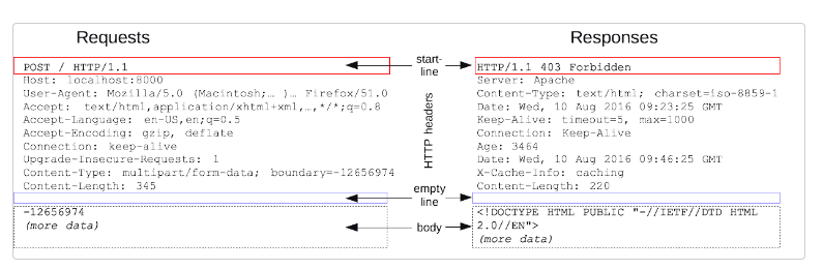 Requests
Responses
POST / HTTP/1.1
Host: localhost:8000
User-Agent: Mozilla/5.0 (Macintosh;… )… Firefox/51.0
Accept: text/html,application/xhtml+xml,…,*/*;q=0.8
Accept-Language: en-US,en;q=0.5
Accept-Encoding: gzip, deflate
Connection: keep-alive
Upgrade-Insecure-Requests: 1
Content-Type: multipart/form-data; boundary=-12656974
Content-Length: 345
-12656974
(more data)
start-
line
HTTP headers
empty
line
body
HTTP/1.1 403 Forbidden
Server: Apache
Content-Type: text/html; charset=iso-8859-1
Date: Wed, 10 Aug 2016 09:23:25 GMT
Keep-Alive: timeout=5, max=1000
Connection: Keep-Alive
Age: 3464
Date: Wed, 10 Aug 2016 09:46:25 GMT
X-Cache-Info: caching
Content-Length: 220
<!DOCTYPE HTML PUBLIC "-//IETF//DTD HTML
2.0//EN">
(more data)